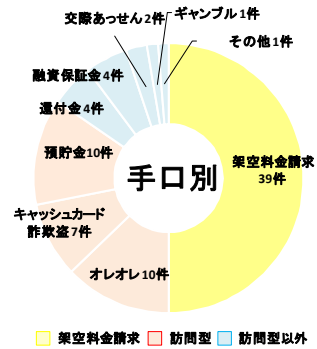 交際あっせん2件
ギャンブル1件
その他1件
融資保証金4件
還付金4件
預貯金10件
架空料金請求
39件
手口別
キャッシュカード
詐欺盗7件
オレオレ10件
架空料金請求 訪問型 訪問型以外